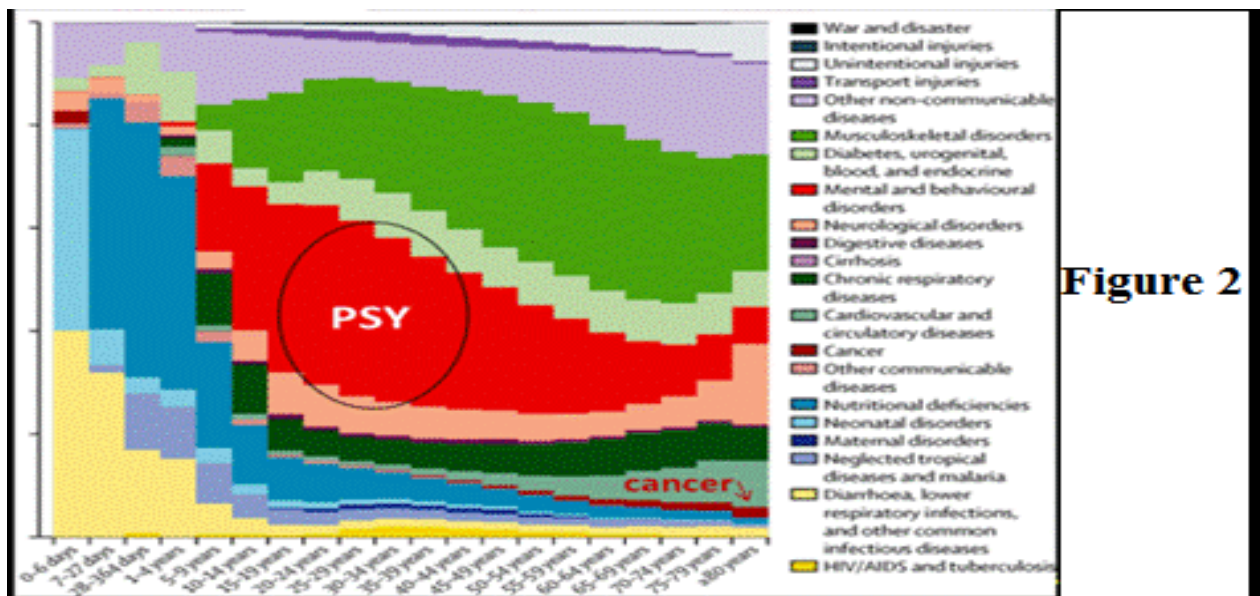 War and disaster
Intentional injuries
Unintentional injuries
Transport injuries
Other non-communicable
diseases
Musculoskeletal disorders
Diabetes, urogenital,
blood, and endocrine
Mental and behavioural
disorders
Neurological disorders
Digestive diseases
Cirrhosis
Chronic respiratory
diseases
Cardiovascular and
circulatory diseases
Cancer
Other communicable
diseases
Nutritional deficiencies
Neonatal disorders
Maternal disorders
Neglected tropical
diseases and malaria
Diarrhoea, lower
respiratory infections,
and other common
infectious diseases
HIV/AIDS and tuberculosis
Figure 2
PSY
cancer
0-6 days
7-27 days
28-364 days
1-4 years
5-9 years
10-14 years
15-19 years
20-24 years
25-29 years
30-34 years
35-39 years
40-44 years
45-49 years
50-54 years
55-59 years
60-64 years
65-69 years
70-74 years
75-79 years
≥80 years